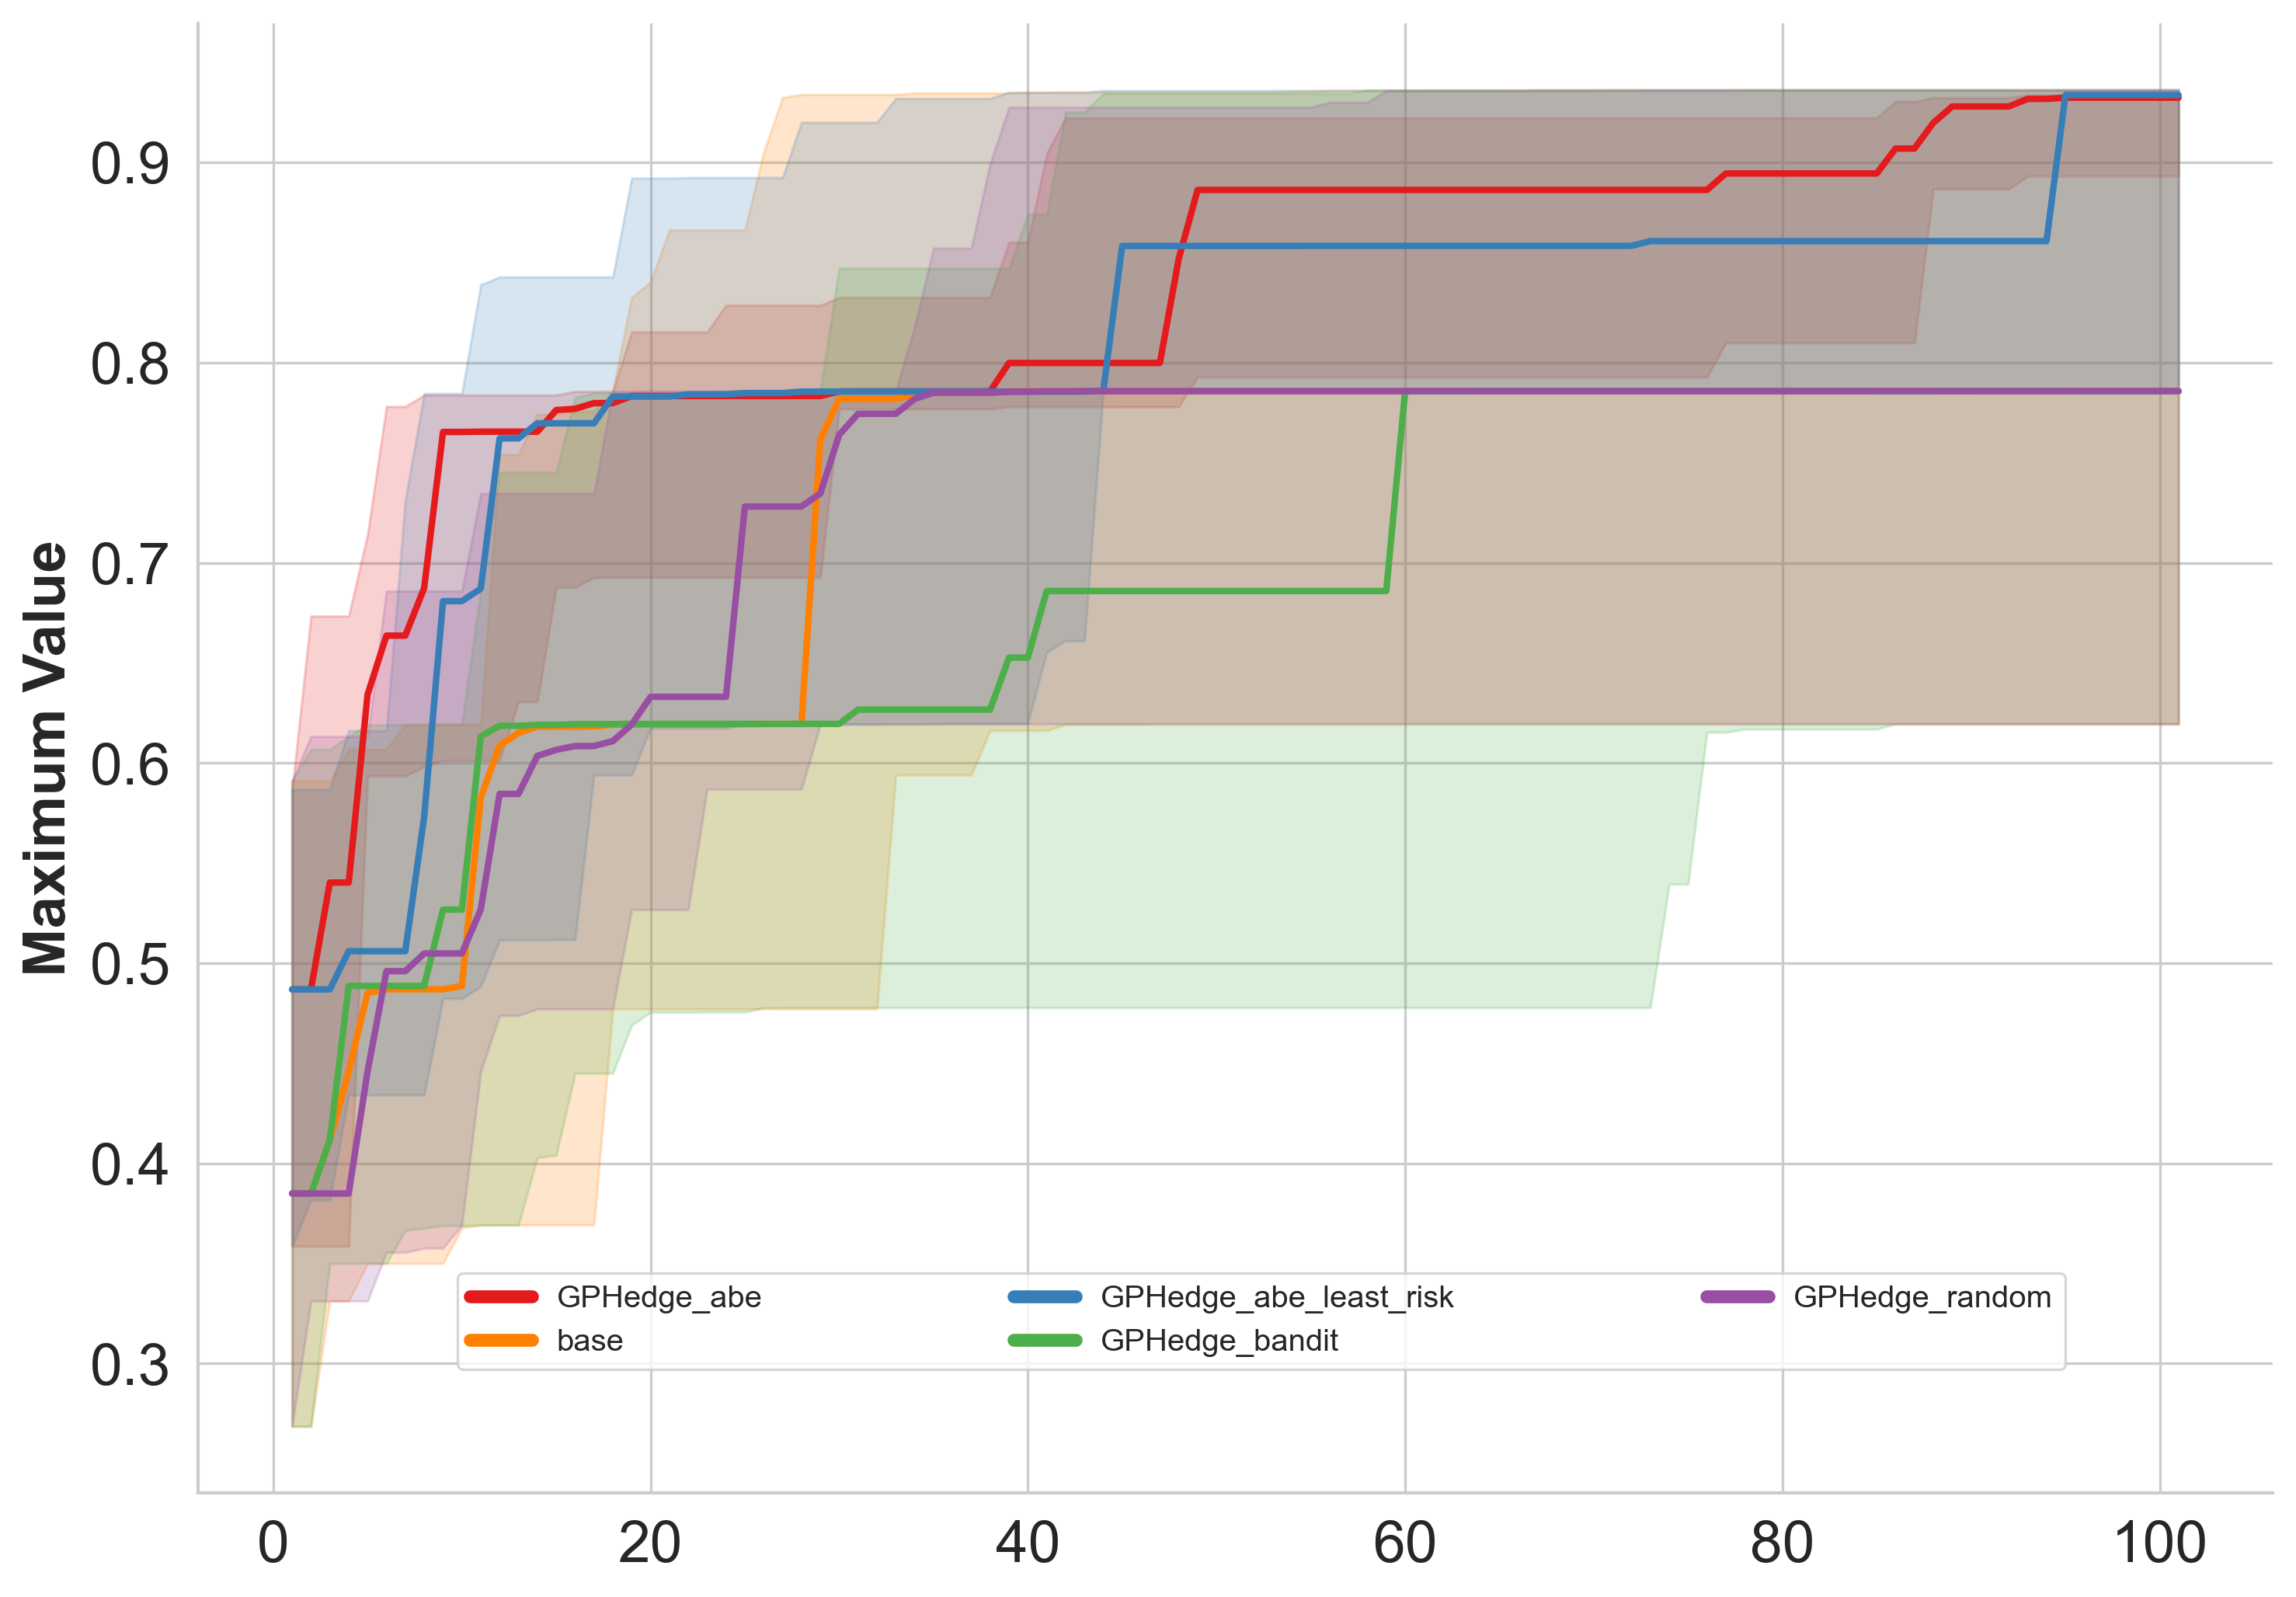 Maximum Value
0.9
0.8
0.7
0.6
0.5
0.4
0.3
GPHedge_abe
base
GPHedge_abe_least_risk
GPHedge_bandit
GPHedge_random
0 20 40 60 80 100